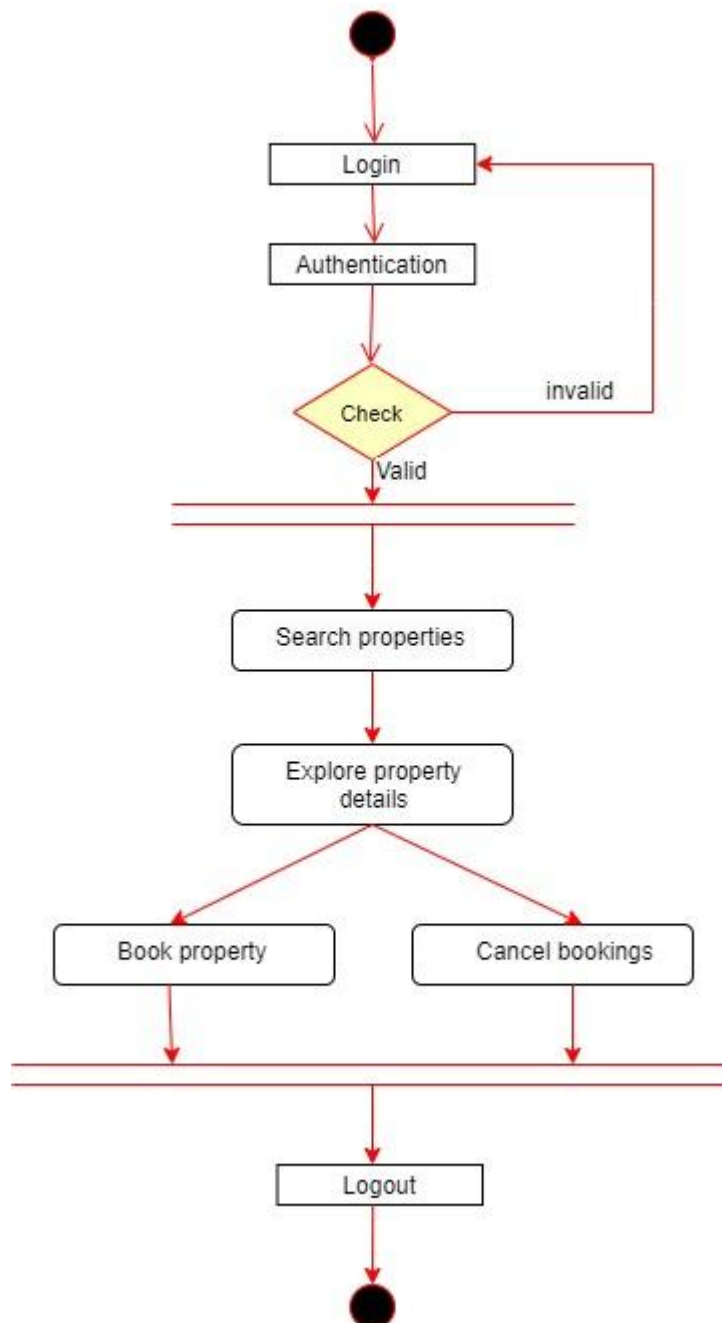 Login
Authentication
Check
invalid
Valid
Search properties
Explore property
details
Book property
Cancel bookings
Logout